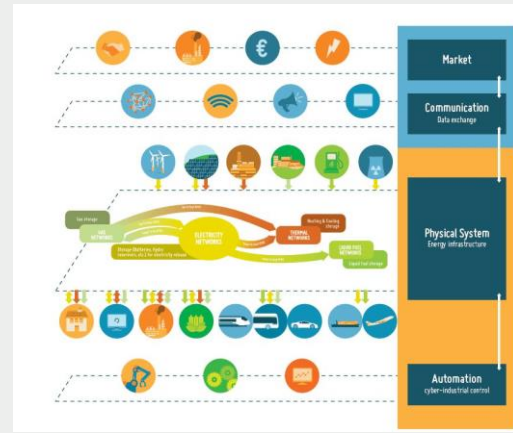 €
Market
Communication
Data exchange
Gas storage
GAS
NETWORKS
ELECTRICITY
NETWORKS
THERMAL
NETWORKS
Heating & Cooling
storage
LIQUID FUEL
NETWORKS
Liquid fuel storage
Physical System
Energy infrastructure
Automation
cyber-industrial control